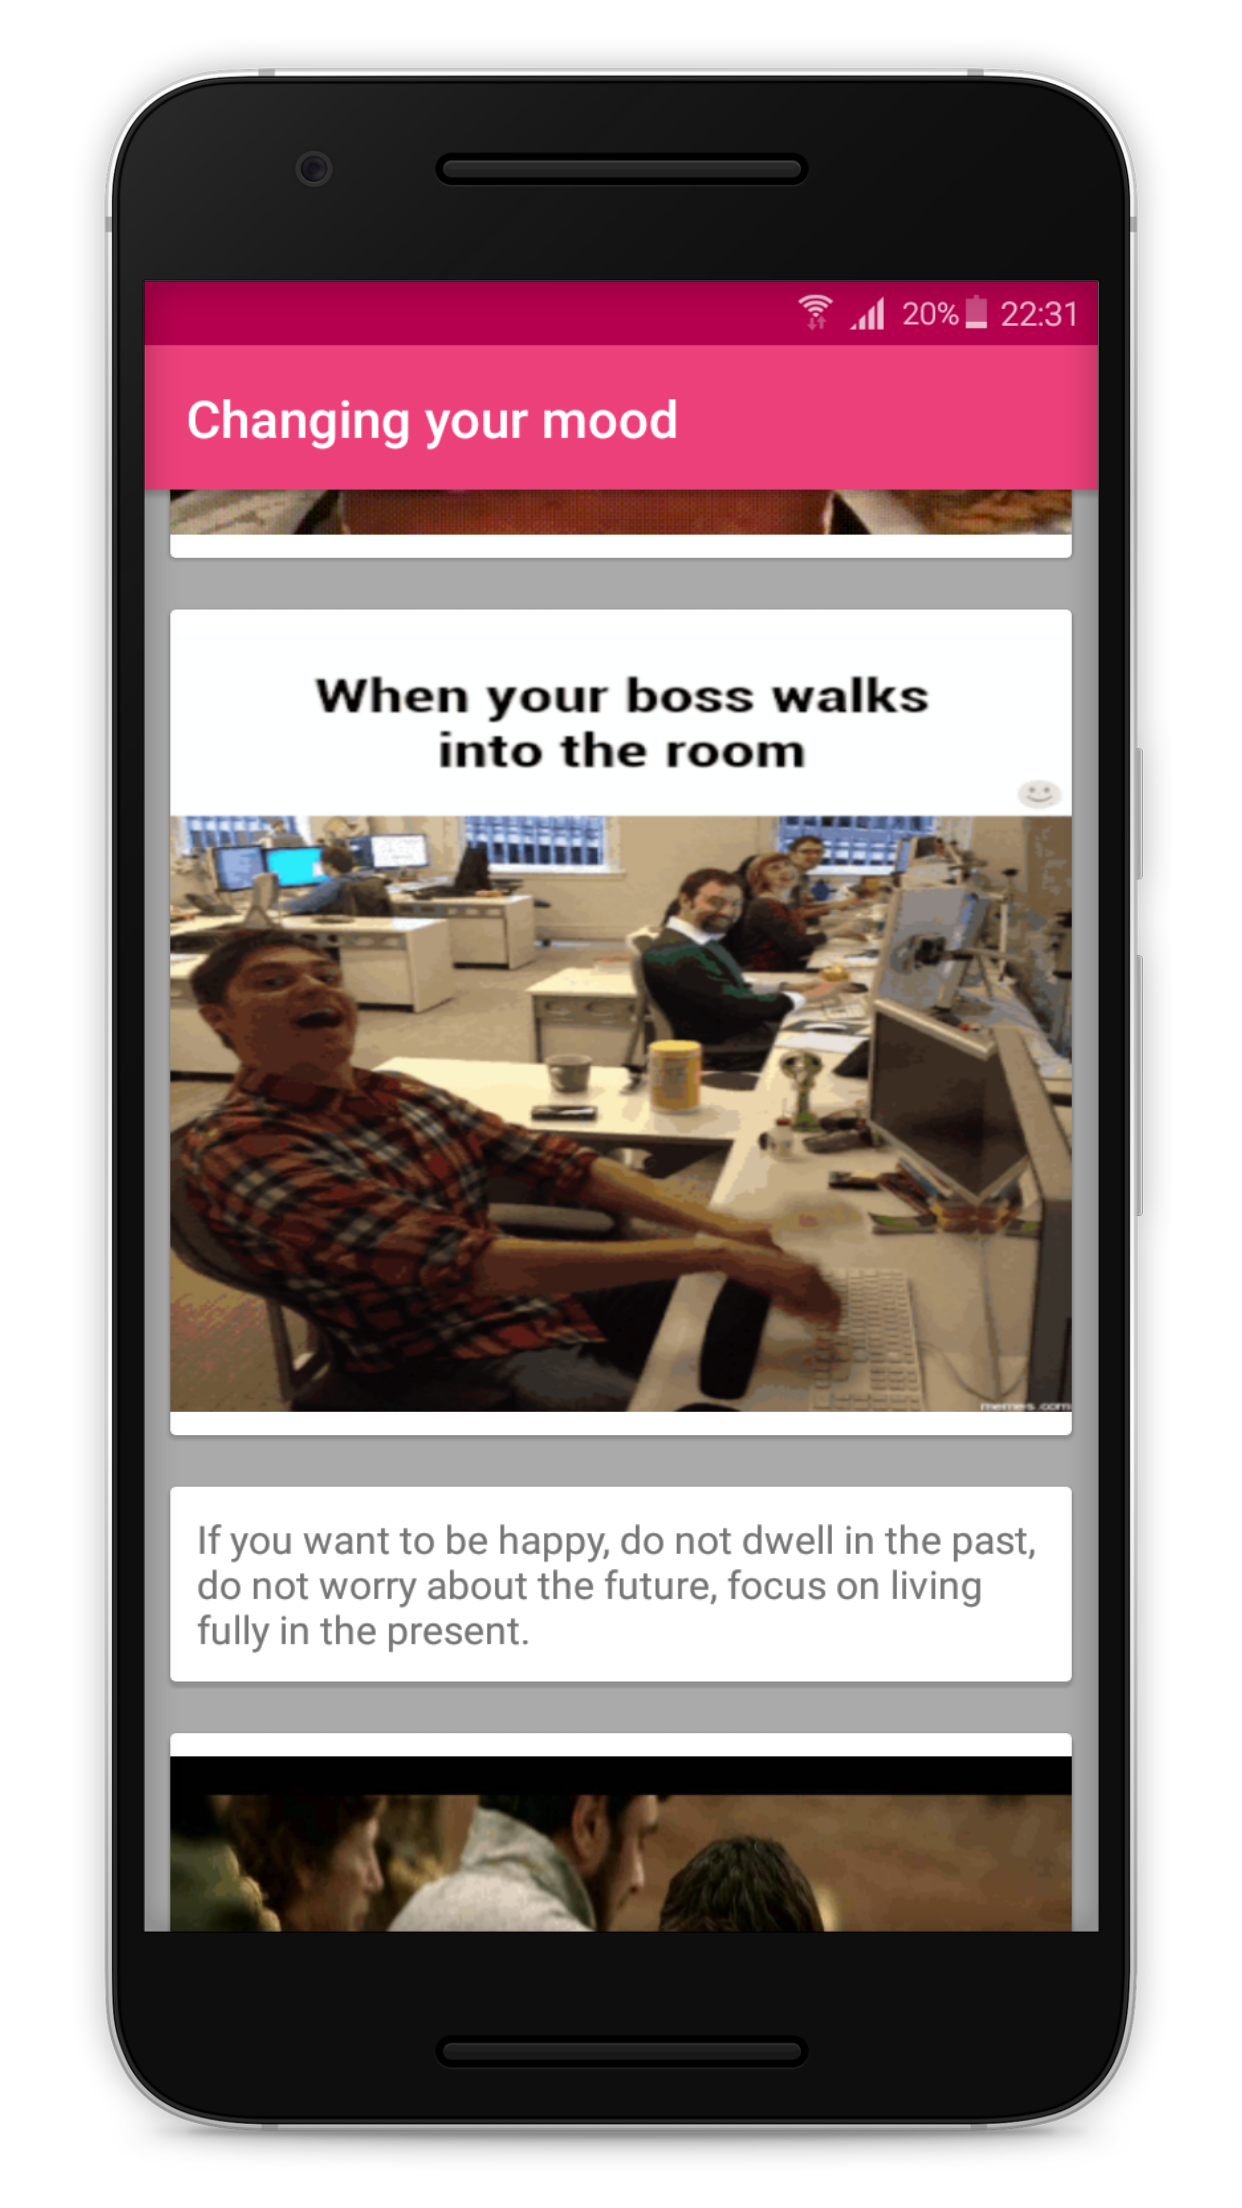 20% 22:31
Changing your mood
When your boss walks
into the room
memes.com
If you want to be happy, do not dwell in the past,
do not worry about the future, focus on living
fully in the present.